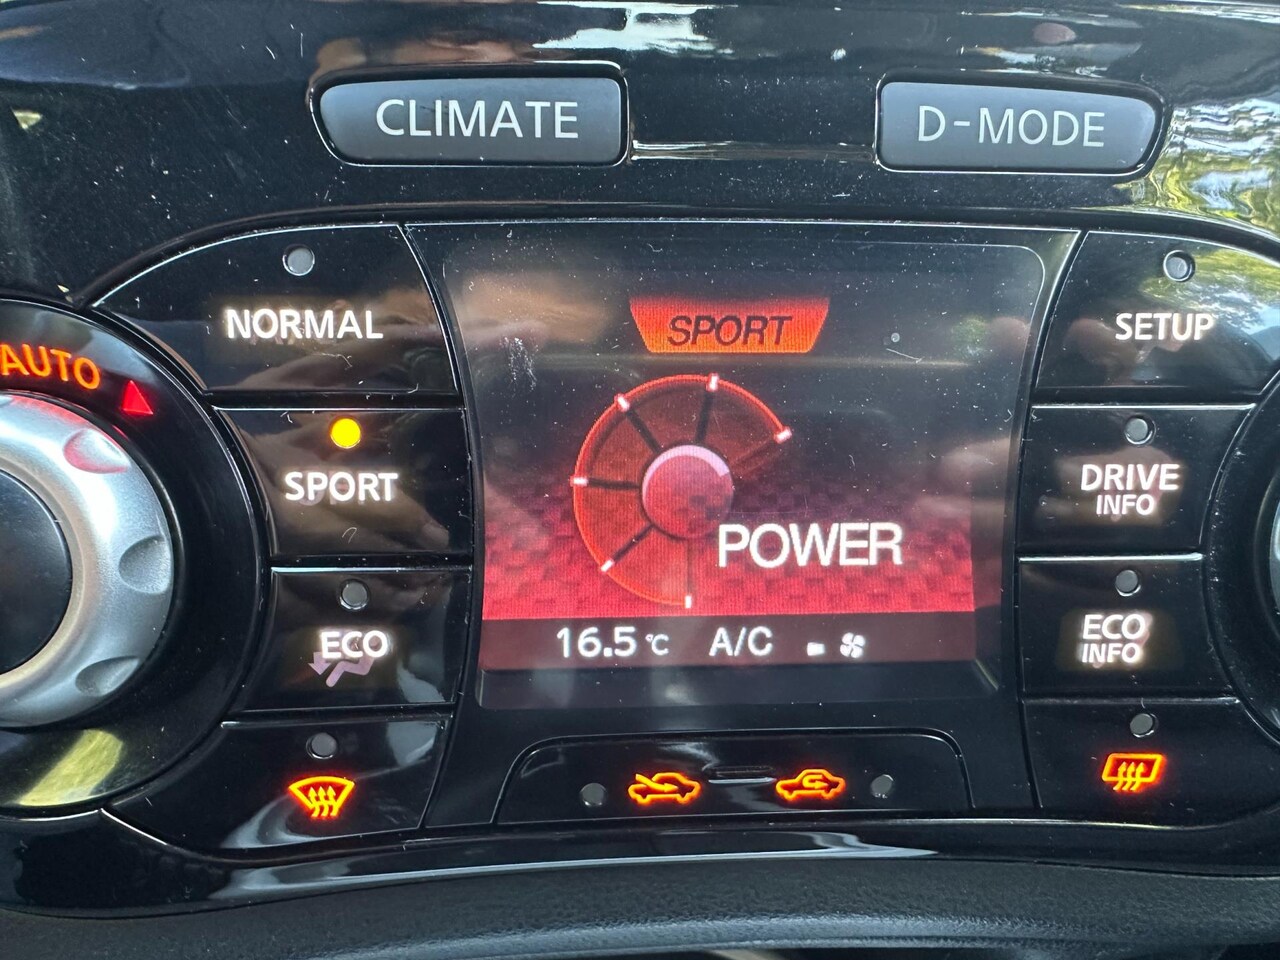 CLIMATE
D-MODE
NORMAL
SPORT
SETUP
AUTO
SPORT
DRIVE
INFO
POWER
ECO
16.5 °C A/C
ECO
INFO